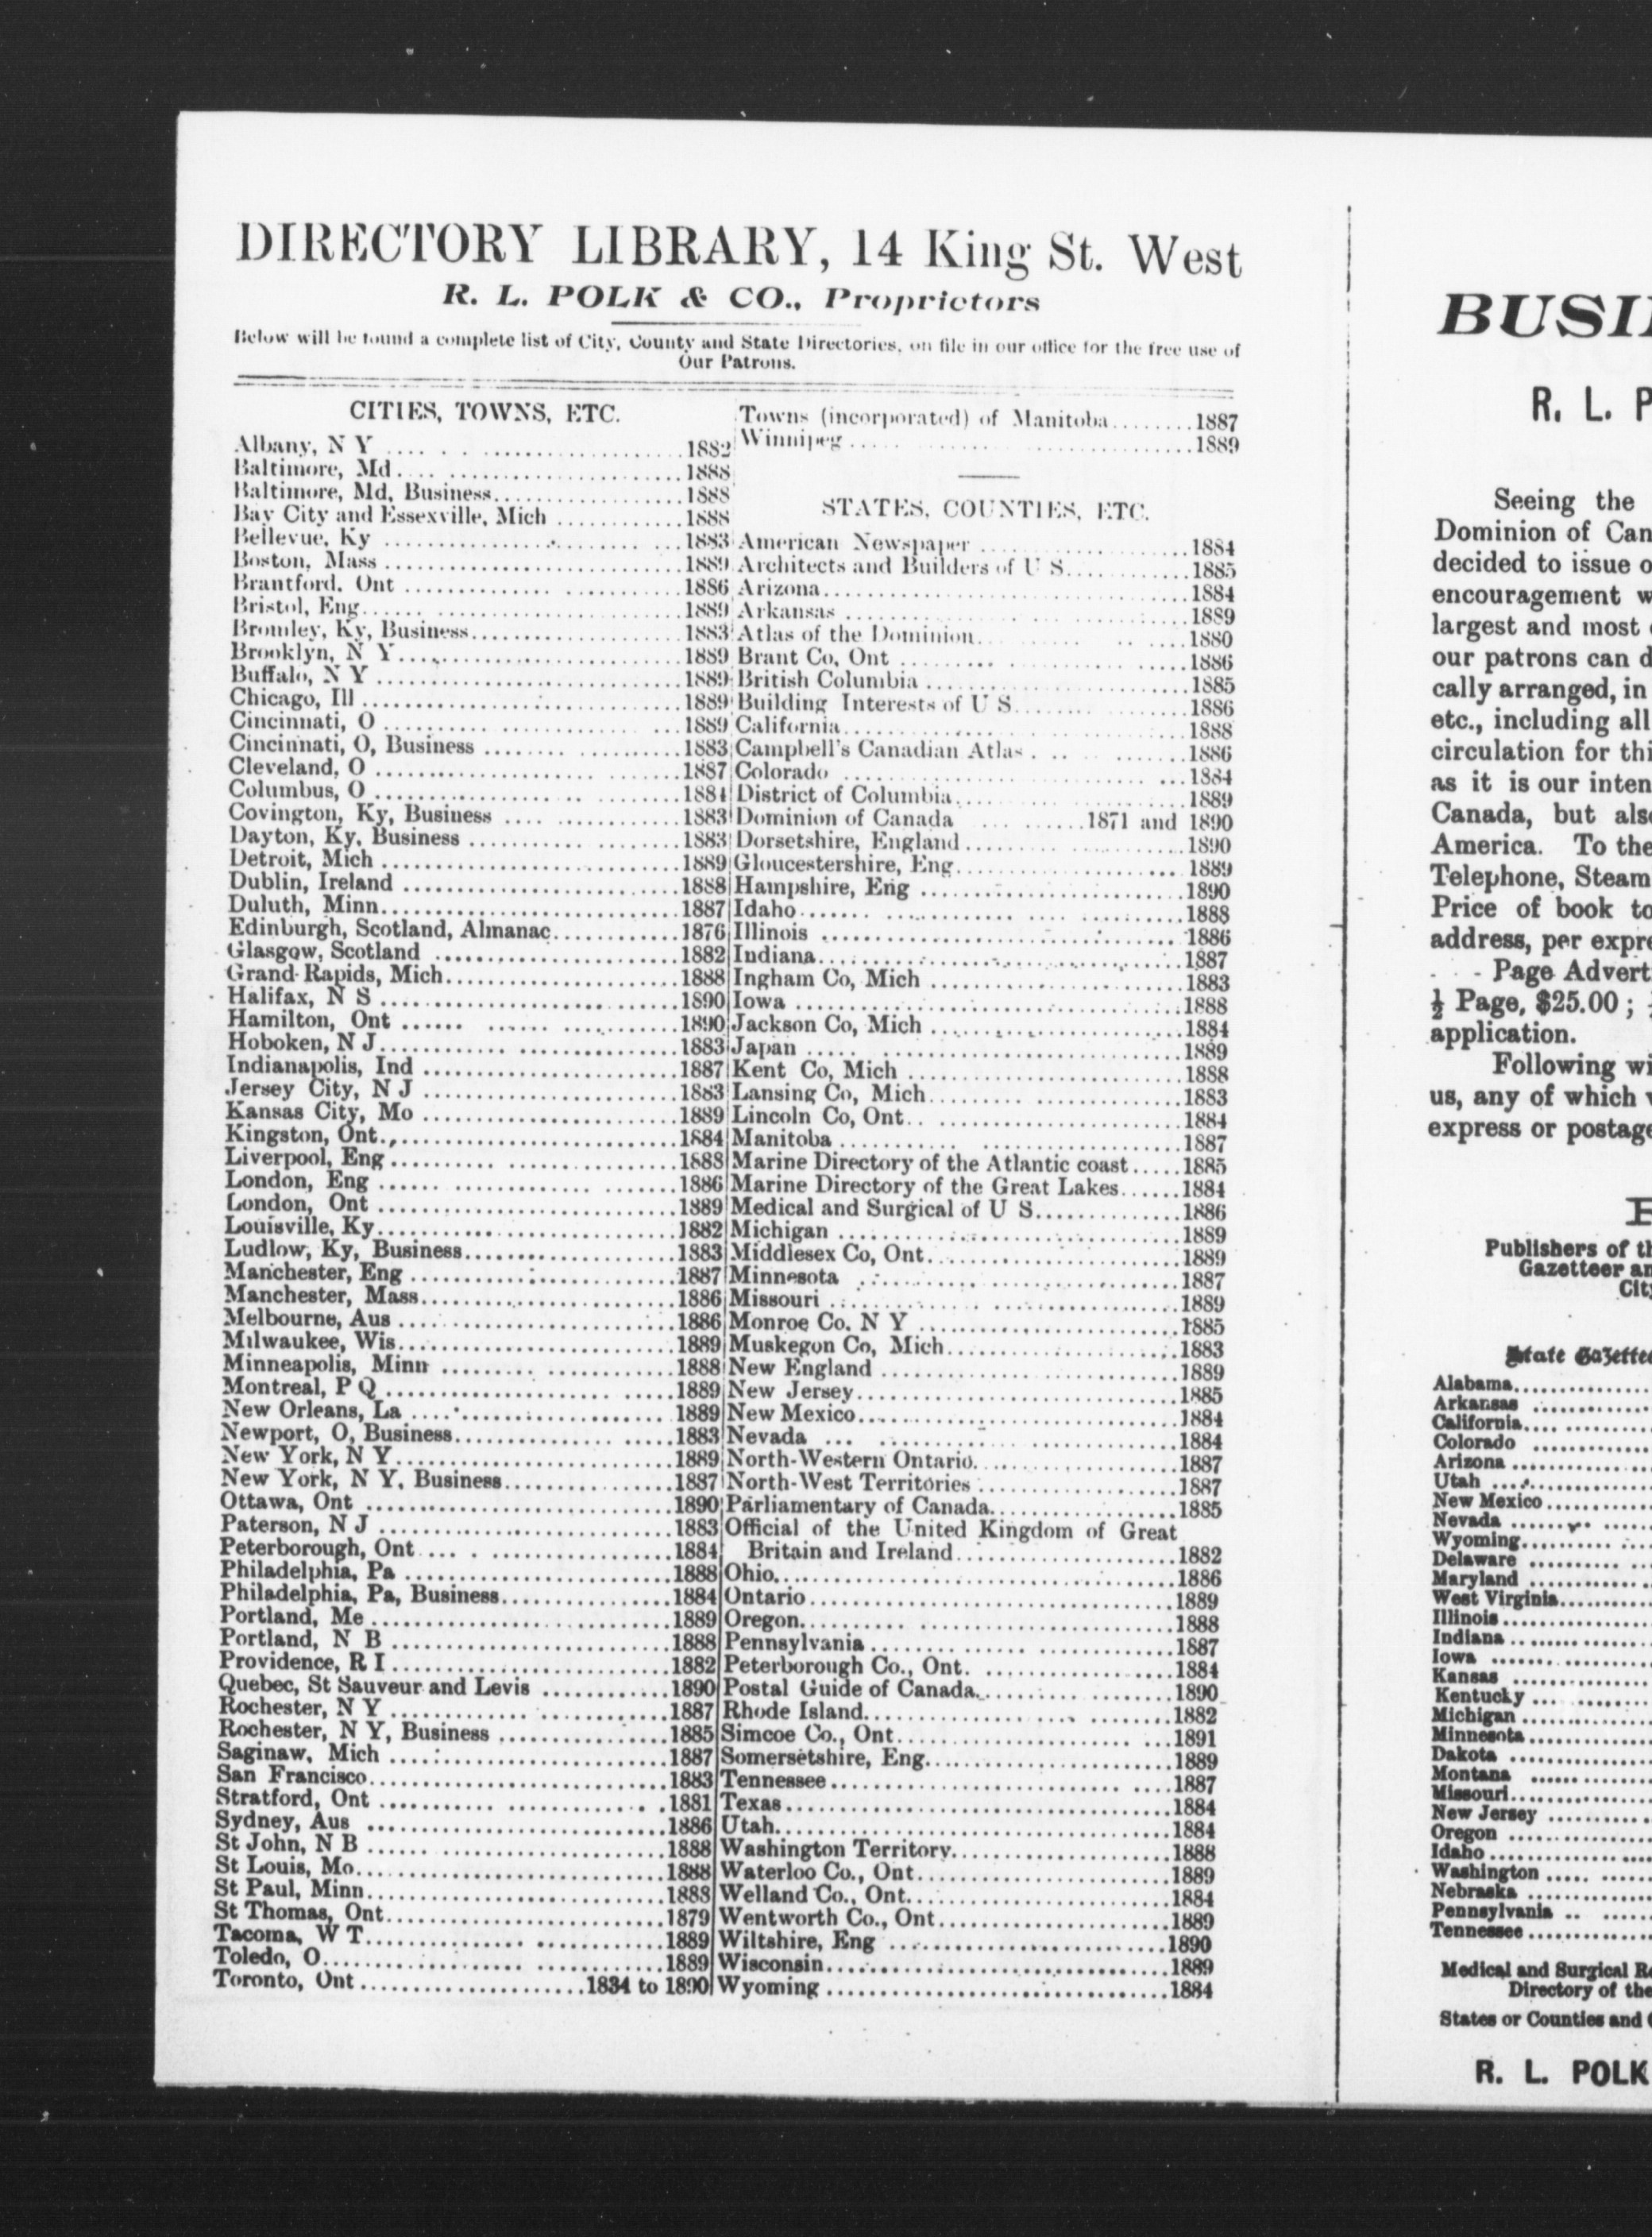 DIRECTORY LIBRARY, 14 King St. West
R. L. POLK & CO., Proprietors
Below will be found a complete list of City, County and State Directories, on file in our office for the free use of
Our Patrons.
CITIES, TOWNS, ETC.
Albany, N Y 1882
Baltimore, Md 1888
Baltimore, Md, Business 1888
Bay City and Essexville, Mich 1888
Bellevue, Ky 1883
Boston, Mass 1889
Brantford, Ont 1886
Bristol, Eng 1889
Bromley, Ky, Business 1883
Brooklyn, N Y 1889
Buffalo, N Y 1889
Chicago, Ill 1889
Cincinnati, O 1889
Cincinnati, O, Business 1883
Cleveland, O 1887
Columbus, O 1884
Covington, Ky, Business 1883
Dayton, Ky, Business 1883
Detroit, Mich 1889
Dublin, Ireland 1888
Duluth, Minn 1887
Edinburgh, Scotland, Almanac 1876
Glasgow, Scotland 1882
Grand Rapids, Mich 1888
Halifax, N S 1890
Hamilton, Ont 1890
Hoboken, N J 1883
Indianapolis, Ind 1887
Jersey City, N J 1883
Kansas City, Mo 1889
Kingston, Ont. 1884
Liverpool, Eng 1888
London, Eng 1886
London, Ont 1889
Louisville, Ky 1882
Ludlow, Ky, Business 1883
Manchester, Eng 1887
Manchester, Mass 1886
Melbourne, Aus 1886
Milwaukee, Wis 1889
Minneapolis, Minn 1888
Montreal, P Q 1889
New Orleans, La 1889
Newport, O, Business 1883
New York, N Y 1889
New York, N Y, Business 1887
Ottawa, Ont 1890
Paterson, N J 1883
Peterborough, Ont 1884
Philadelphia, Pa 1888
Philadelphia, Pa, Business 1884
Portland, Me 1889
Portland, N B 1888
Providence, R I 1882
Quebec, St Sauveur and Levis 1890
Rochester, N Y 1887
Rochester, N Y, Business 1885
Saginaw, Mich 1887
San Francisco 1883
Stratford, Ont 1881
Sydney, Aus 1886
St John, N B 1888
St Louis, Mo 1888
St Paul, Minn 1888
St Thomas, Ont 1879
Tacoma, W T 1889
Toledo, O 1889
Toronto, Ont 1834 to 1890
Towns (incorporated) of Manitoba 1887
Winnipeg 1889
STATES, COUNTIES, ETC.
American Newspaper 1884
Architects and Builders of U S 1885
Arizona 1884
Arkansas 1889
Atlas of the Dominion 1880
Brant Co, Ont 1886
British Columbia 1885
Building Interests of U S 1886
California 1888
Campbell's Canadian Atlas 1886
Colorado 1884
District of Columbia 1889
Dominion of Canada 1871 and 1890
Dorsetshire, England 1890
Gloucestershire, Eng 1889
Hampshire, Eng 1890
Idaho 1888
Illinois 1886
Indiana 1887
Ingham Co, Mich 1883
Iowa 1888
Jackson Co, Mich 1884
Japan 1889
Kent Co, Mich 1888
Lansing Co, Mich 1883
Lincoln Co, Ont 1884
Manitoba 1887
Marine Directory of the Atlantic coast 1885
Marine Directory of the Great Lakes 1884
Medical and Surgical of U S 1886
Michigan 1889
Middlesex Co, Ont 1889
Minnesota 1887
Missouri 1889
Monroe Co. N Y 1885
Muskegon Co, Mich 1883
New England 1889
New Jersey 1885
New Mexico 1884
Nevada 1884
North-Western Ontario 1887
North-West Territories 1887
Parliamentary of Canada 1885
Official of the United Kingdom of Great
Britain and Ireland 1882
Ohio 1886
Ontario 1889
Oregon 1888
Pennsylvania 1887
Peterborough Co., Ont. 1884
Postal Guide of Canada 1890
Rhode Island 1882
Simcoe Co., Ont 1891
Somersetshire, Eng 1889
Tennessee 1887
Texas 1884
Utah 1884
Washington Territory 1888
Waterloo Co., Ont 1889
Welland Co., Ont 1884
Wentworth Co., Ont 1889
Wiltshire, Eng 1890
Wisconsin 1889
Wyoming 1884
R. L.
Seeing the
Dominion of
decided to issue
encouragement
largest and most
our patrons can
cally arranged, in
etc., including all
circulation for
as it is our
Canada, but
America. To
Telephone, Steam
Price of book
address, per
Page
½ Page, $25.00;
application.
Following
us, any of which
express or
Publishers of
Gazetteer
State
Alabama
Arkansas
California
Colorado
Arizona
Utah
New Mexico
Nevada
Wyoming
Delaware
Maryland
West Virginia
Illinois
Indiana
Iowa
Kansas
Kentucky
Michigan
Minnesota
Dakota
Montana
Missouri
New Jersey
Oregon
Idaho
Washington
Nebraska
Pennsylvania
Tennessee
Medical and Surgical
Directory of the
States or Counties and
R. L. POLK